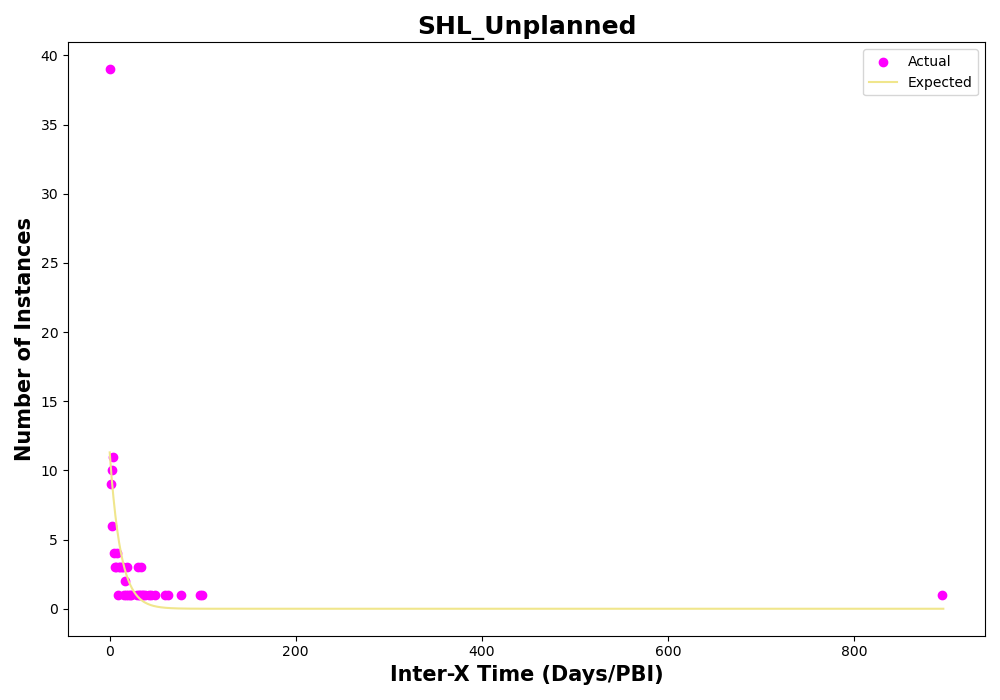 SHL_Unplanned
Actual
Expected
Number of Instances
40
35
30
25
20
15
10
5
0
0
200
400
600
800
Inter-X Time (Days/PBI)